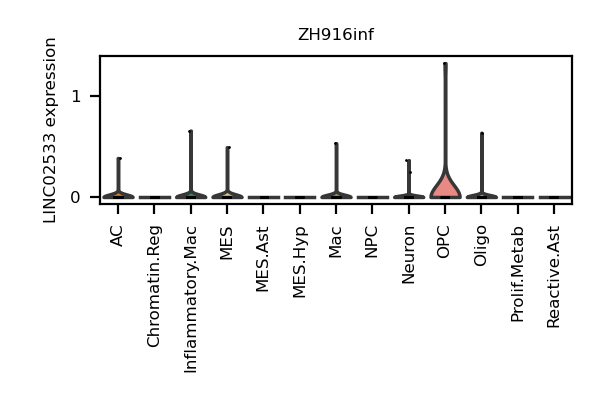 ZH916inf
LINC02533 expression
1
0
AC
Chromatin.Reg
Inflammatory.Mac
MES
MES.Ast
MES.Hyp
Mac
NPC
Neuron
OPC
Oligo
Prolif.Metab
Reactive.Ast